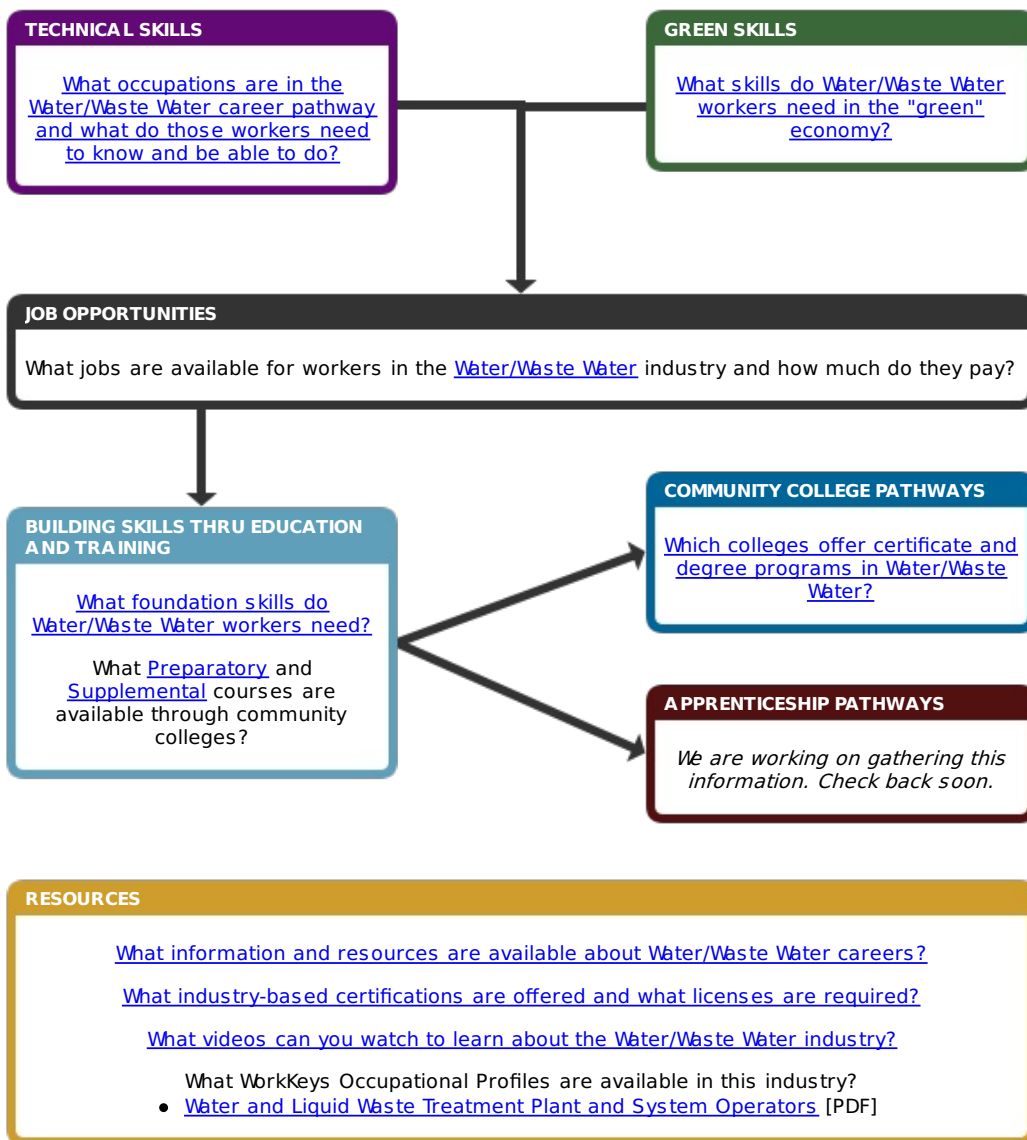 TECHNICAL SKILLS
What occupations are in the
Water/Waste Water career pathway
and what do those workers need
to know and be able to do?
GREEN SKILLS
What skills do Water/Waste Water
workers need in the "green"
economy?
JOB OPPORTUNITIES
What jobs are available for workers in the Water/Waste Water industry and how much do they pay?
BUILDING SKILLS THRU EDUCATION
AND TRAINING
What foundation skills do
Water/Waste Water workers need?
What Preparatory and
Supplemental courses are
available through community
colleges?
COMMUNITY COLLEGE PATHWAYS
Which colleges offer certificate and
degree programs in Water/Waste
Water?
APPRENTICESHIP PATHWAYS
We are working on gathering this
information. Check back soon.
RESOURCES
What information and resources are available about Water/Waste Water careers?
What industry-based certifications are offered and what licenses are required?
What videos can you watch to learn about the Water/Waste Water industry?
What WorkKeys Occupational Profiles are available in this industry?
• Water and Liquid Waste Treatment Plant and System Operators [PDF]